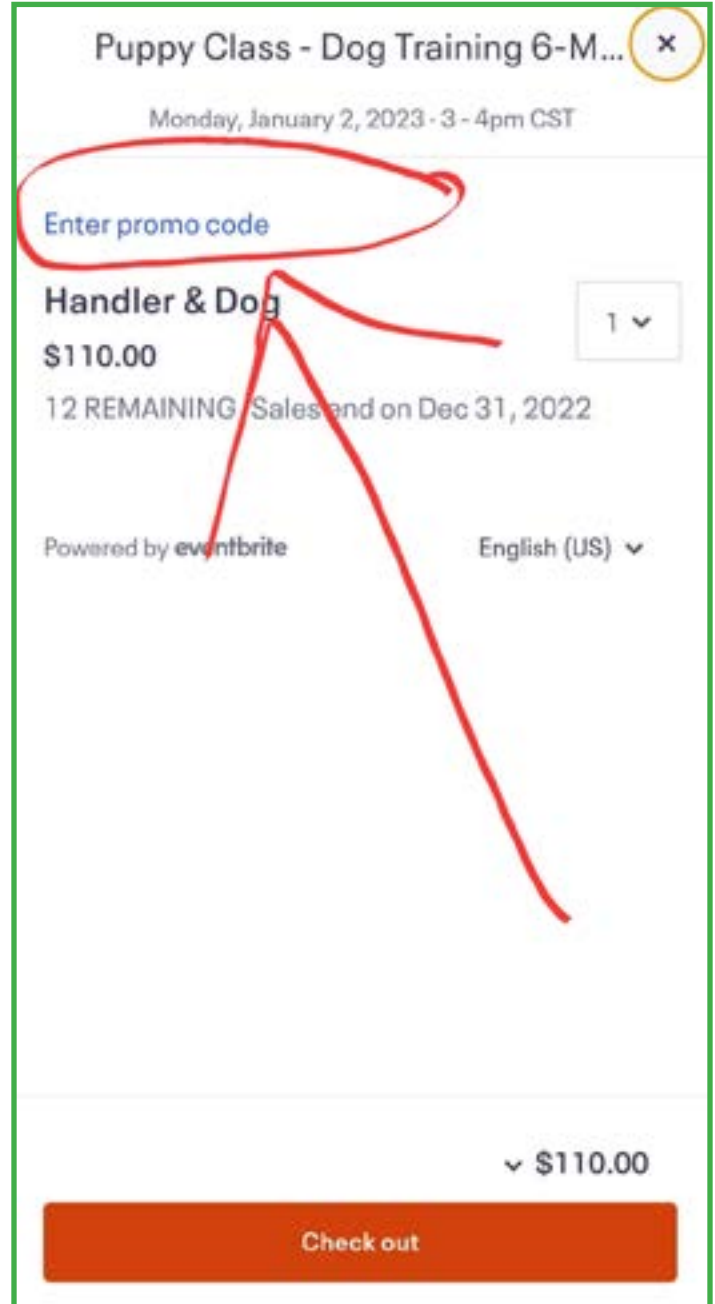 Puppy Class - Dog Training 6-M...
Monday, January 2, 2023 - 3 - 4pm CST
Enter promo code
Handler & Dog
1
$110.00
12 REMAINING Sales end on Dec 31, 2022
Powered by eventbrite
English (US)
$110.00
Check out